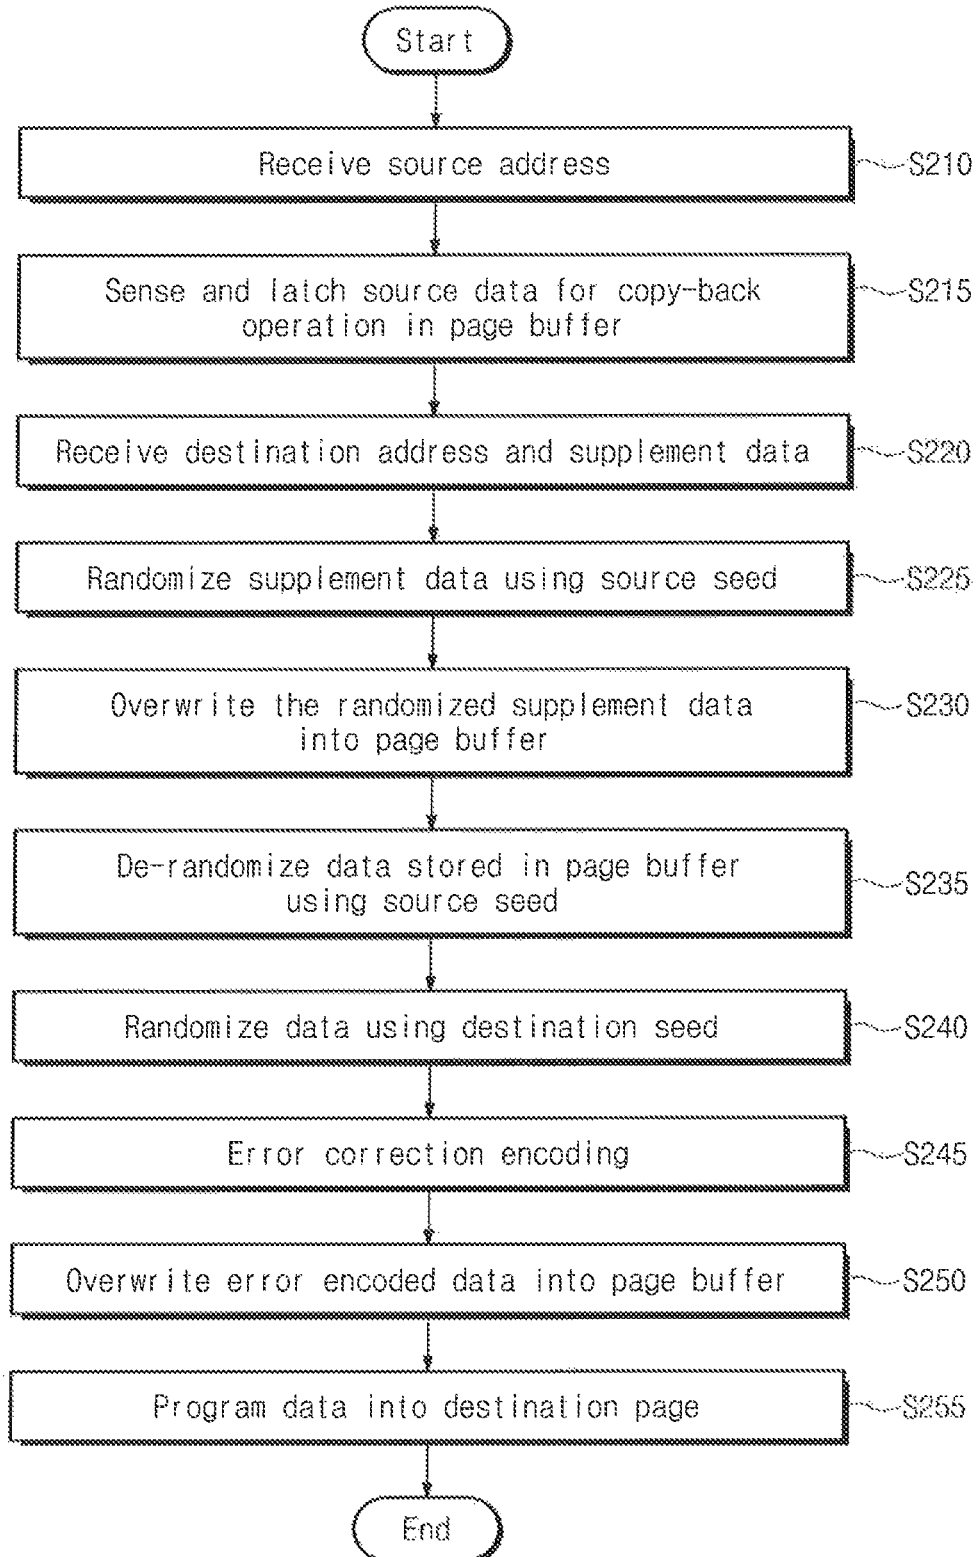 Start
Receive source address
S210
Sense and latch source data for copy-back
operation in page buffer
S215
Receive destination address and supplement data
S220
Randomize supplement data using source seed
S225
Overwrite the randomized supplement data
into page buffer
S230
De-randomize data stored in page buffer
using source seed
S235
Randomize data using destination seed
S240
Error correction encoding
S245
Overwrite error encoded data into page buffer
S250
Program data into destination page
S255
End